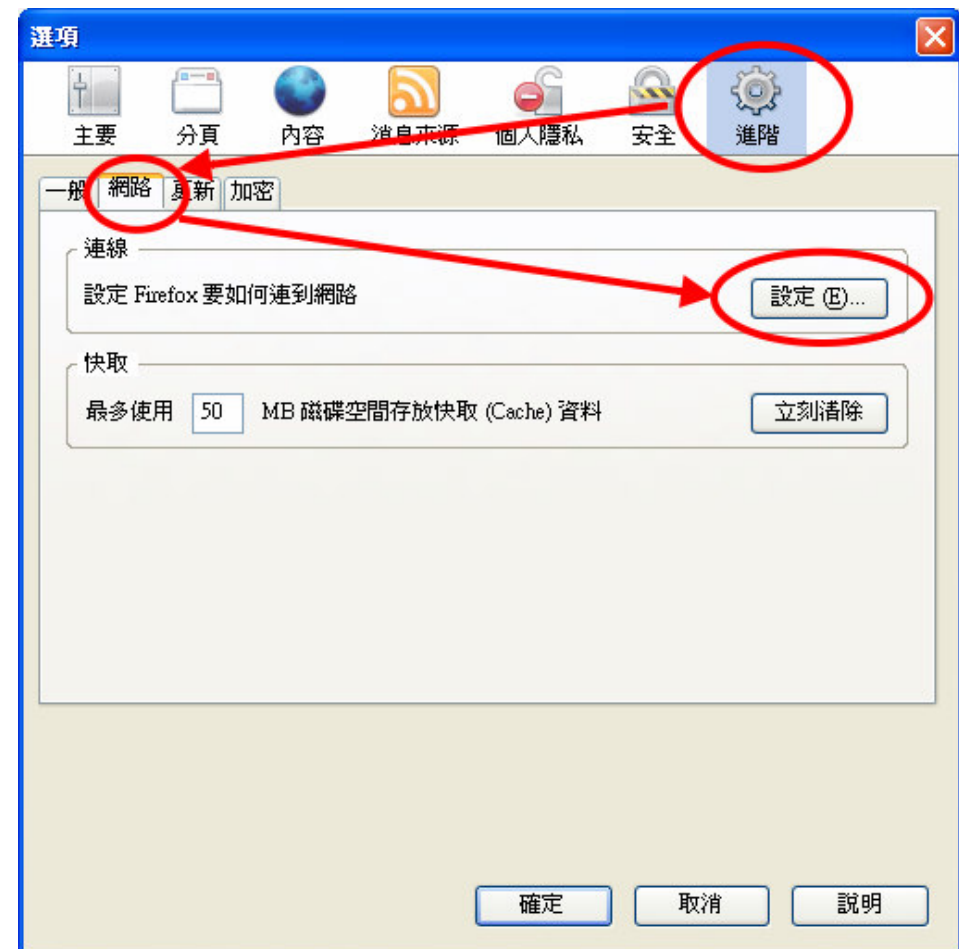 選項
主要 分頁 內容 消息來源 個人隱私 安全 進階
一般 網路 更新 加密
連線
設定 Firefox 要如何連到網路 設定 (E)...
快取
最多使用 50 MB 磁碟空間存放快取 (Cache) 資料 立刻清除
確定 取消 說明